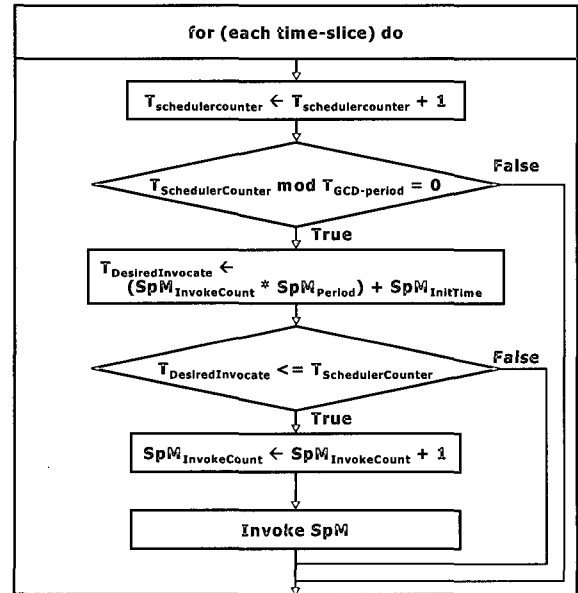 for (each time-slice) do
T_schedulercounter ← T_schedulercounter + 1
False
T_SchedulerCounter mod T_GCD-period = 0
True
T_DesiredInvoke ←
(SpM_InvokeCount * SpM_Period) + SpM_InitTime
False
T_DesiredInvocate <= T_SchedulerCounter
True
SpM_InvokeCount ← SpM_InvokeCount + 1
Invoke SpM